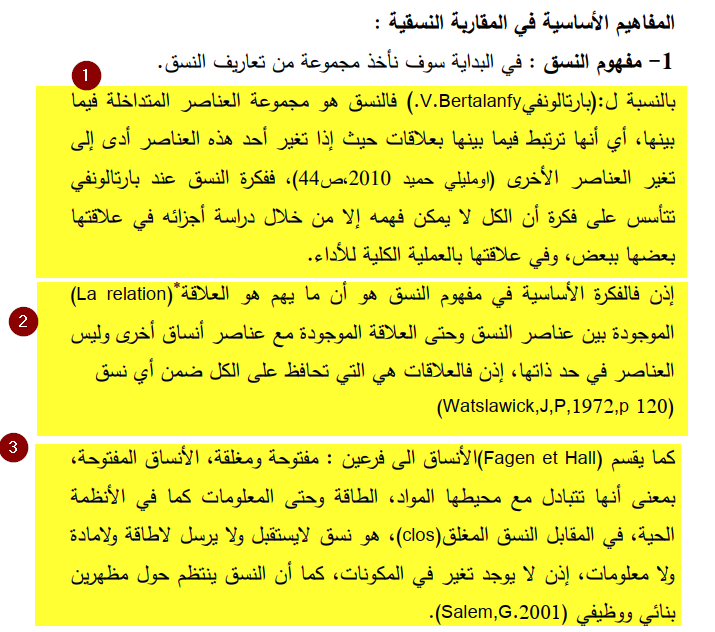 المفاهيم الأساسية في المقاربة النسقية :
1- مفهوم النسق : في البداية سوف نأخذ مجموعة من تعاريف النسق.
1
بالنسبة ل:(بارتالونفيV.Bertalanfy.) فالنسق هو مجموعة العناصر المتداخلة فيما
بينها، أي أنها ترتبط فيما بينها بعلاقات حيث إذا تغير أحد هذه العناصر أدى إلى
تغير العناصر الأخرى (اومليلي حميد 2010،ص44)، ففكرة النسق عند بارتالونفي
تتأسس على فكرة أن الكل لا يمكن فهمه إلا من خلال دراسة أجزائه في علاقتها
بعضها ببعض، وفي علاقتها بالعملية الكلية للأداء.
2
إذن فالفكرة الأساسية في مفهوم النسق هو أن ما يهم هو العلاقة*(La relation)
الموجودة بين عناصر النسق وحتى العلاقة الموجودة مع عناصر أنساق أخرى وليس
العناصر في حد ذاتها، إذن فالعلاقات هي التي تحافظ على الكل ضمن أي نسق
(Watslawick,J,P,1972,p 120)
3
كما يقسم (Fagen et Hall)الأنساق الى فرعين : مفتوحة ومغلقة، الأنساق المفتوحة،
بمعنى أنها تتبادل مع محيطها المواد، الطاقة وحتى المعلومات كما في الأنظمة
الحية، في المقابل النسق المغلق(clos)، هو نسق لايستقبل ولا يرسل لاطاقة ولامادة
ولا معلومات، إذن لا يوجد تغير في المكونات، كما أن النسق ينتظم حول مظهرين
بنائي ووظيفي (Salem,G.2001).